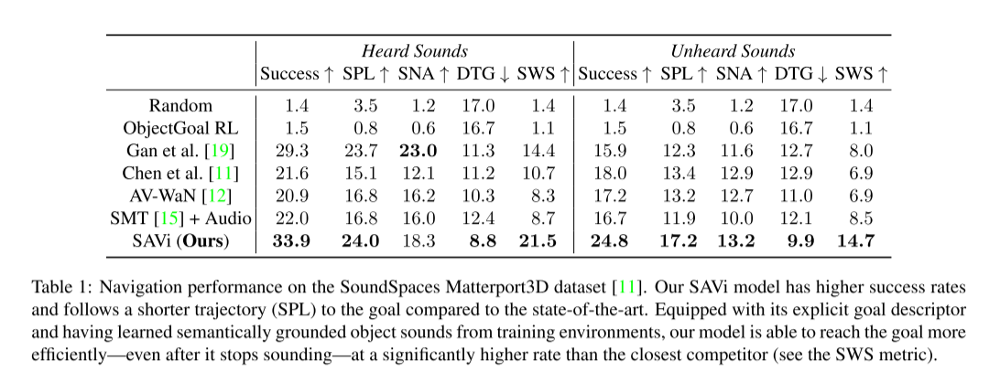 Heard Sounds Unheard Sounds
Success ↑ SPL ↑ SNA ↑ DTG ↓ SWS ↑ Success ↑ SPL ↑ SNA ↑ DTG ↓ SWS ↑
Random 1.4 3.5 1.2 17.0 1.4 1.4 3.5 1.2 17.0 1.4
ObjectGoal RL 1.5 0.8 0.6 16.7 1.1 1.5 0.8 0.6 16.7 1.1
Gan et al. [19] 29.3 23.7 23.0 11.3 14.4 15.9 12.3 11.6 12.7 8.0
Chen et al. [11] 21.6 15.1 12.1 11.2 10.7 18.0 13.4 12.9 12.9 6.9
AV-WaN [12] 20.9 16.8 16.2 10.3 8.3 17.2 13.2 12.7 11.0 6.9
SMT [15] + Audio 22.0 16.8 16.0 12.4 8.7 16.7 11.9 10.0 12.1 8.5
SAVi (Ours) 33.9 24.0 18.3 8.8 21.5 24.8 17.2 13.2 9.9 14.7
Table 1: Navigation performance on the SoundSpaces Matterport3D dataset [11]. Our SAVi model has higher success rates
and follows a shorter trajectory (SPL) to the goal compared to the state-of-the-art. Equipped with its explicit goal descriptor
and having learned semantically grounded object sounds from training environments, our model is able to reach the goal more
efficiently—even after it stops sounding—at a significantly higher rate than the closest competitor (see the SWS metric).